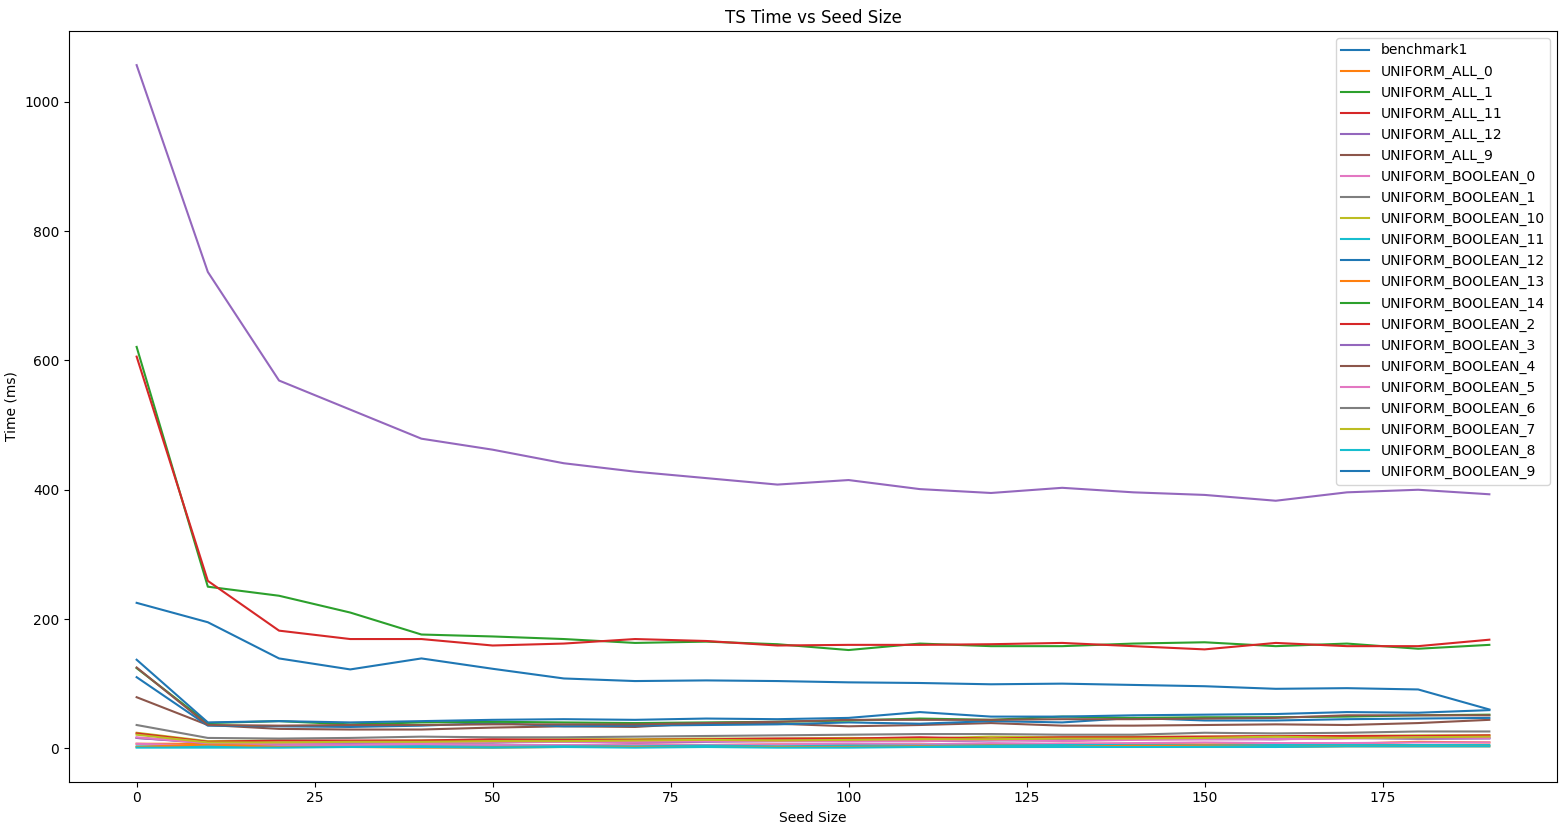 TS Time vs Seed Size
Time (ms)
1000
800
600
400
200
0
0
25
50
75
100
125
150
175
Seed Size
benchmark1
UNIFORM_ALL_0
UNIFORM_ALL_1
UNIFORM_ALL_11
UNIFORM_ALL_12
UNIFORM_ALL_9
UNIFORM_BOOLEAN_0
UNIFORM_BOOLEAN_1
UNIFORM_BOOLEAN_10
UNIFORM_BOOLEAN_11
UNIFORM_BOOLEAN_12
UNIFORM_BOOLEAN_13
UNIFORM_BOOLEAN_14
UNIFORM_BOOLEAN_2
UNIFORM_BOOLEAN_3
UNIFORM_BOOLEAN_4
UNIFORM_BOOLEAN_5
UNIFORM_BOOLEAN_6
UNIFORM_BOOLEAN_7
UNIFORM_BOOLEAN_8
UNIFORM_BOOLEAN_9